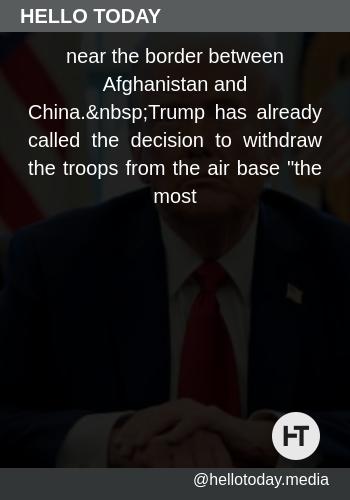 HELLO TODAY
near the border between
Afghanistan and
China.&nbsp;Trump has already
called the decision to withdraw
the troops from the air base "the
most
HT
@hellotoday.media